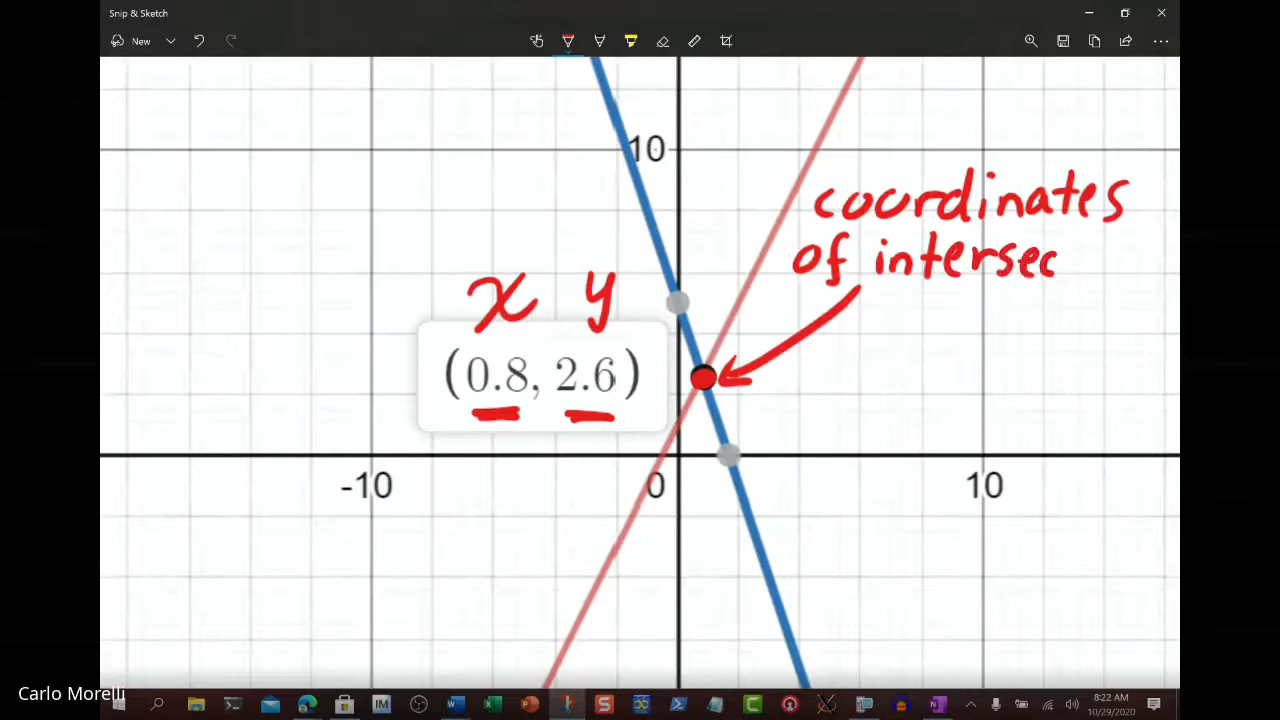 Snip & Sketch
New
10
coordinates
of intersec
x y
(0.8, 2.6)
-10
0
10
Carlo Morelli
IM
8:22 AM
10/29/2020